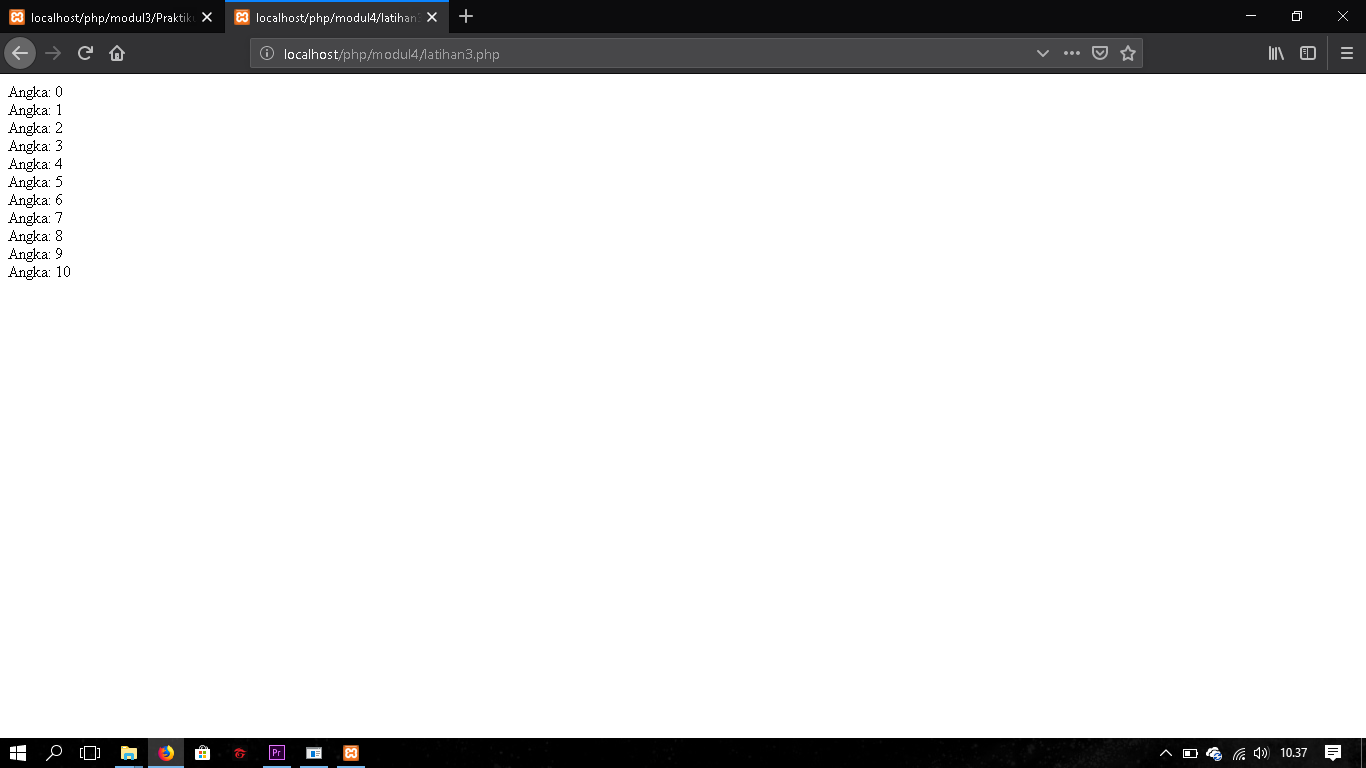 localhost/php/modul3/Praktik
localhost/php/modul4/latihan
localhost/php/modul4/latihan3.php
Angka: 0
Angka: 1
Angka: 2
Angka: 3
Angka: 4
Angka: 5
Angka: 6
Angka: 7
Angka: 8
Angka: 9
Angka: 10
Pr
10.37